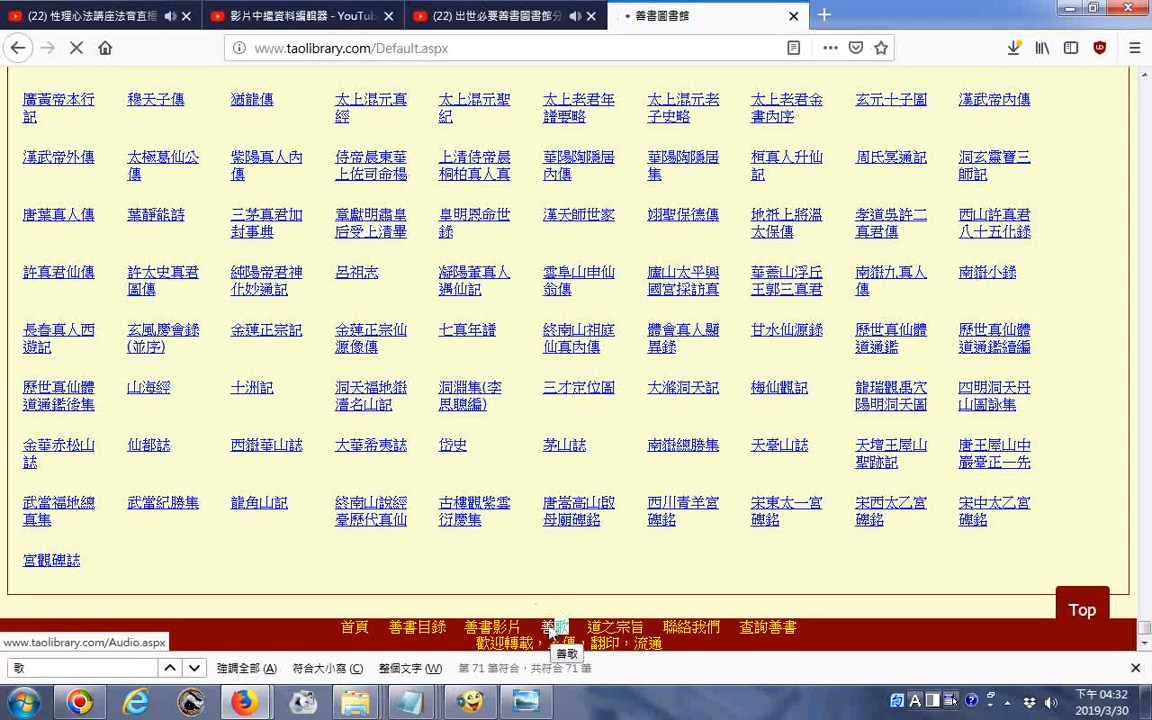 (22) 性理心法講座法音直播
影片中繼資料編輯器 - YouTube
(22) 出世必要善書圖書館分
善書圖書館
www.taolibrary.com/Default.aspx
廣黃帝本行記 穆天子傳 猶龍傳 太上混元真經 太上混元聖紀 太上老君年譜要略 太上混元老子史略 太上老君金書內序 玄元十子圖 漢武帝內傳
漢武帝外傳 太極葛仙公傳 紫陽真人內傳 侍帝晨東華上佐司命楊 上清侍帝晨桐柏真人真 華陽陶隱居內傳 華陽陶隱居集 桓真人升仙記 周氏冥通記 洞玄靈寶三師記
唐葉真人傳 葉靜能詩 三茅真君加封事典 章獻明肅皇后受上清畢 皇明恩命世錄 漢天師世家 翊聖保德傳 地祇上將溫太保傳 孝道吳許二真君傳 西山許真君八十五化錄
許真君仙傳 許太史真君圖傳 純陽帝君神化妙通記 呂祖志 凝陽董真人遇仙記 雲阜山申仙翁傳 廬山太平興國宮採訪真 華蓋山浮丘王郭三真君 南嶽九真人傳 南嶽小錄
長春真人西遊記 玄風慶會錄(並序) 金蓮正宗記 金蓮正宗仙源像傳 七真年譜 終南山祖庭仙真內傳 體會真人顯異錄 甘水仙源錄 歷世真仙體道通鑑 歷世真仙體道通鑑續編
歷世真仙體道通鑑後集 山海經 十洲記 洞天福地嶽瀆名山記 洞淵集(李思聰編) 三才定位圖 大滌洞天記 梅仙觀記 龍瑞觀禹穴陽明洞天圖 四明洞天丹山圖詠集
金華赤松山誌 仙都誌 西嶽華山誌 大華希夷誌 岱史 茅山誌 南嶽總勝集 天臺山誌 天壇王屋山聖跡記 唐王屋山中巖臺正一先
武當福地總真集 武當紀勝集 龍角山記 終南山說經臺歷代真仙 古樓觀紫雲衍慶集 唐嵩高山啟母廟碑銘 西川青羊宮碑銘 宋東太一宮碑銘 宋西太乙宮碑銘 宋中太乙宮碑銘
宮觀碑誌
Top
首頁 善書目錄 善書影片 善歌 道之宗旨 聯絡我們 查詢善書
歡迎轉載，上傳，翻印，流通
www.taolibrary.com/Audio.aspx
善歌
歌 強調全部 (A) 符合大小寫 (C) 整個文字 (W) 第 71 筆符合，共符合 71 筆
下午 04:32
2019/3/30